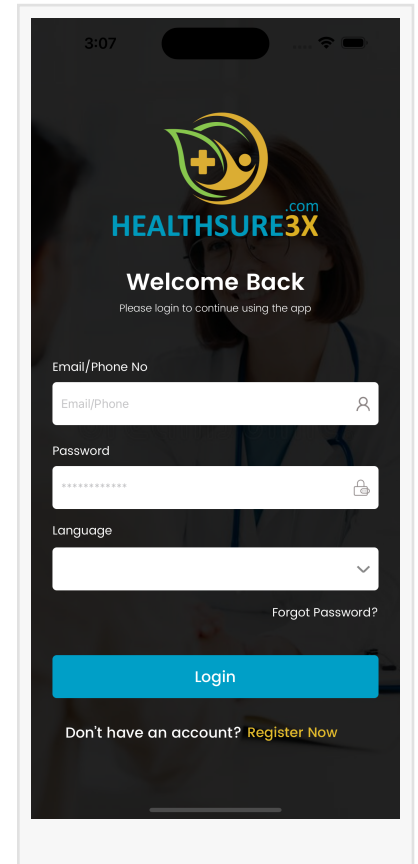 3:07
.com
HEALTHSURE3X
Welcome Back
Please login to continue using the app
Email/Phone No
Email/Phone
Password
************
Language
Forgot Password?
Login
Don't have an account? Register Now